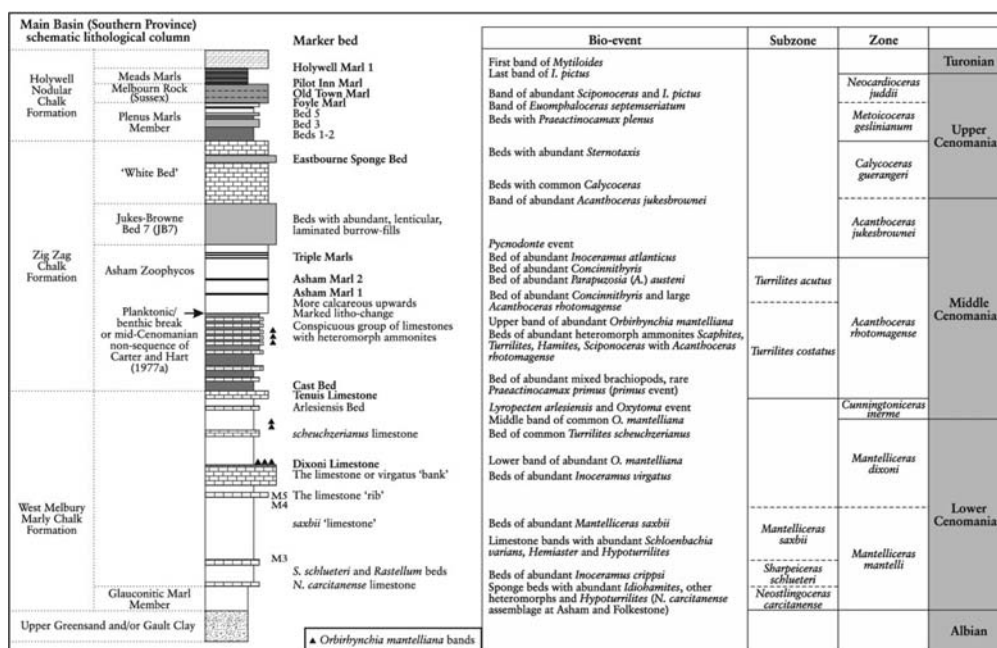 Main Basin (Southern Province)
schematic lithological column
Marker bed
Bio-event
Subzone
Zone
Holywell
Nodular
Chalk
Formation
Meads Marls
Melbourn Rock
(Sussex)
Plenus Marls
Member
Zig Zag
Chalk
Formation
'White Bed'
Jukes-Browne
Bed 7 (JB7)
Asham Zoophycos
Planktonic/
benthic break
or mid-Cenomanian
non-sequence of
Carter and Hart
(1977a)
West Melbury
Marly Chalk
Formation
Glauconitic Marl
Member
Upper Greensand and/or Gault Clay
Holywell Marl 1
Pilot Inn Marl
Old Town Marl
Foyle Marl
Bed 5
Bed 3
Beds 1-2
Eastbourne Sponge Bed
Beds with abundant, lenticular,
laminated burrow-fills
Triple Marls
Asham Marl 2
Asham Marl 1
More calcareous upwards
Marked litho-change
Conspicuous group of limestones
with heteromorph ammonites
Cast Bed
Tenuis Limestone
Arlesiensis Bed
scheuchzerianus limestone
Dixoni Limestone
The limestone or virgatus 'bank'
M5 The limestone 'rib'
M4
saxbii 'limestone'
M3
S. schlueteri and Rastellum beds
N. carcitanense limestone
▲ Orbirhynchia mantelliana bands
First band of Mytiloides
Last band of I. pictus
Band of abundant Sciponoceras and I. pictus
Band of Euomphaloceras septemseriatum
Beds with Praeactinocamax plenus
Beds with abundant Sternotaxis
Beds with common Calycoceras
Band of abundant Acanthoceras jukesbrownei
Pycnodonte event
Bed of abundant Inoceramus atlanticus
Bed of abundant Concinnithyris
Bed of abundant Parapuzosia (A.) austeni
Bed of abundant Concinnithyris and large
Acanthoceras rhotomagense
Upper band of abundant Orbirhynchia mantelliana
Beds of abundant heteromorph ammonites Scaphites,
Turrilites, Hamites, Sciponoceras with Acanthoceras
rhotomagense
Bed of abundant mixed brachiopods, rare
Praeactinocamax primus (primus event)
Lyropecten arlesiensis and Oxytoma event
Middle band of common O. mantelliana
Bed of common Turrilites scheuchzerianus
Lower band of abundant O. mantelliana
Beds of abundant Inoceramus virgatus
Beds of abundant Mantelliceras saxbii
Limestone bands with abundant Schloenbachia
varians, Hemiaster and Hypoturrilites
Beds of abundant Inoceramus crippsi
Sponge beds with abundant Idiohamites, other
heteromorphs and Hypoturrilites (N. carcitanense
assemblage at Asham and Folkestone)
Turrilites acutus
Turrilites costatus
Mantelliceras
saxbii
Sharpeiceras
schlueteri
Neostlingoceras
carcitanense
Neocardioceras
juddii
Metoicoceras
geslinianum
Calycoceras
guerangeri
Acanthoceras
jukesbrownei
Acanthoceras
rhotomagense
Cunningtoniceras
inerme
Mantelliceras
dixoni
Mantelliceras
mantelli
Turonian
Upper
Cenomania
Middle
Cenomania
Lower
Cenomania
Albian